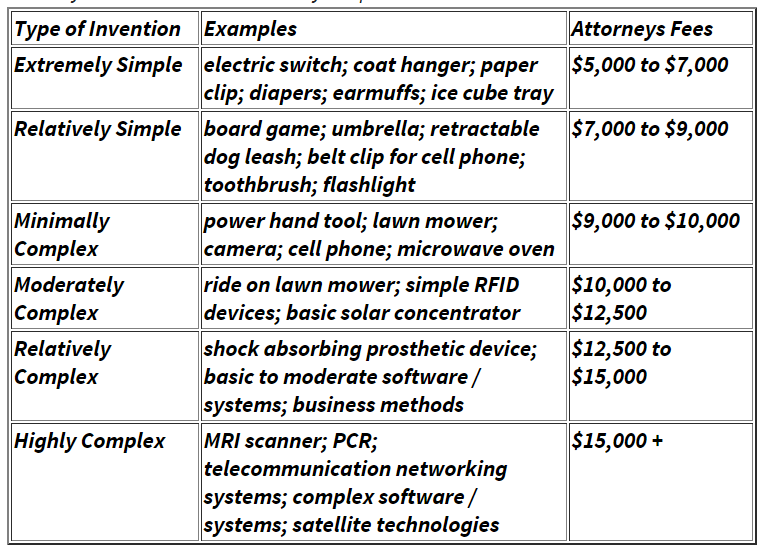 Type of Invention Examples Attorneys Fees
Extremely Simple electric switch; coat hanger; paper $5,000 to $7,000
clip; diapers; earmuffs; ice cube tray
Relatively Simple board game; umbrella; retractable $7,000 to $9,000
dog leash; belt clip for cell phone;
toothbrush; flashlight
Minimally power hand tool; lawn mower; $9,000 to $10,000
Complex camera; cell phone; microwave oven
Moderately ride on lawn mower; simple RFID $10,000 to
Complex devices; basic solar concentrator $12,500
Relatively shock absorbing prosthetic device; $12,500 to
Complex basic to moderate software / $15,000
systems; business methods
Highly Complex MRI scanner; PCR; $15,000 +
telecommunication networking
systems; complex software /
systems; satellite technologies